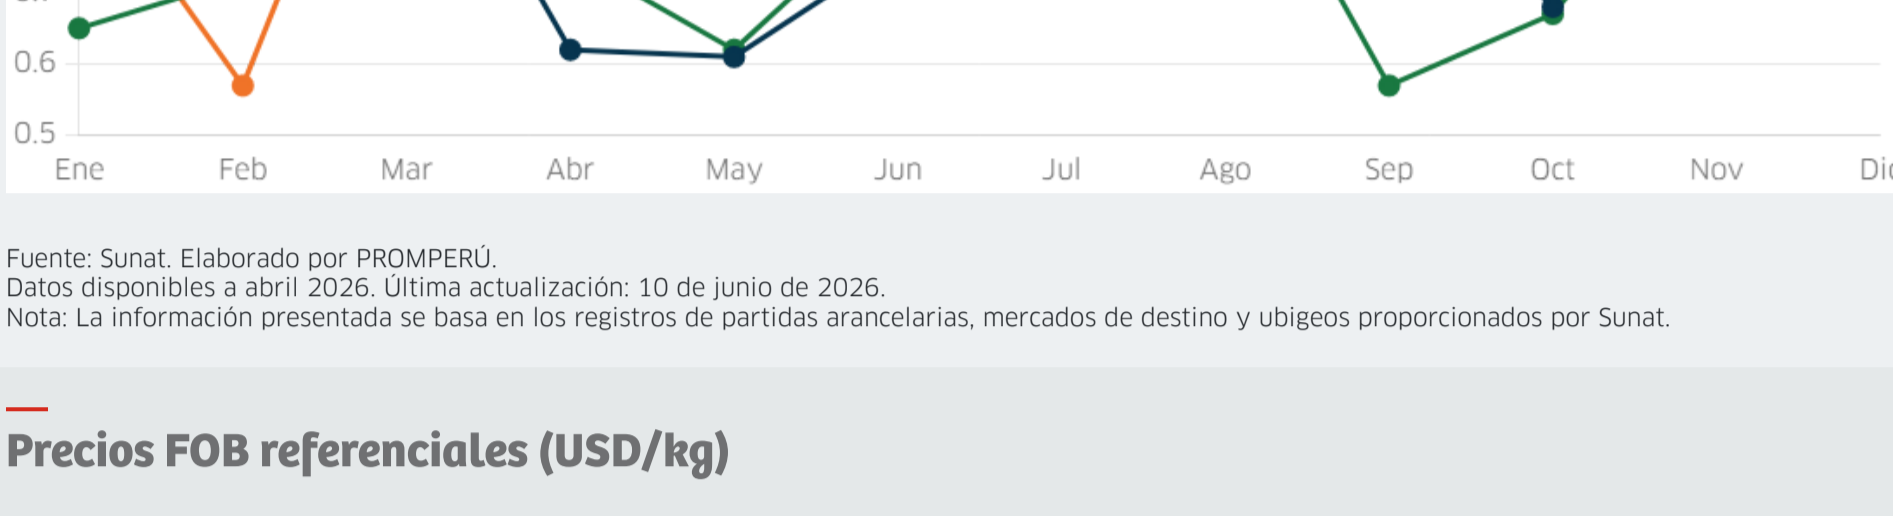 0.6
0.5
Ene Feb Mar Abr May Jun Jul Ago Sep Oct Nov
Fuente: Sunat. Elaborado por PROMPERÚ.
Datos disponibles a abril 2026. Última actualización: 10 de junio de 2026.
Nota: La información presentada se basa en los registros de partidas arancelarias, mercados de destino y ubigeos proporcionados por Sunat.
Precios FOB referenciales (USD/kg)